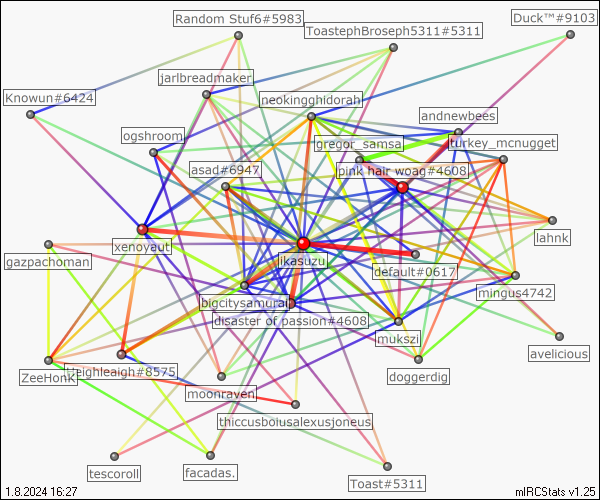 Random Stuf6#5983
Duck™#9103
ToastephBroseph5311#5311
jarlbreadmaker
Knowun#6424
neokingghidorah
andnewbees
ogshroom
gregor_samsa
turkey_mcnugget
asad#6947
pink hair woag#4608
lahnk
xenoyaut
ikasuzu
gazpachoman
default#0617
mingus4742
bigcitysamurai
disaster of passion#4608
mukszi
avelicious
ZeeHonk
leighleigh#8575
doggerdig
moonraven
thiccusboiusalexusjoneus
tescoroll
facadas.
Toast#5311
1.8.2024 16:27
mIRCStats v1.25